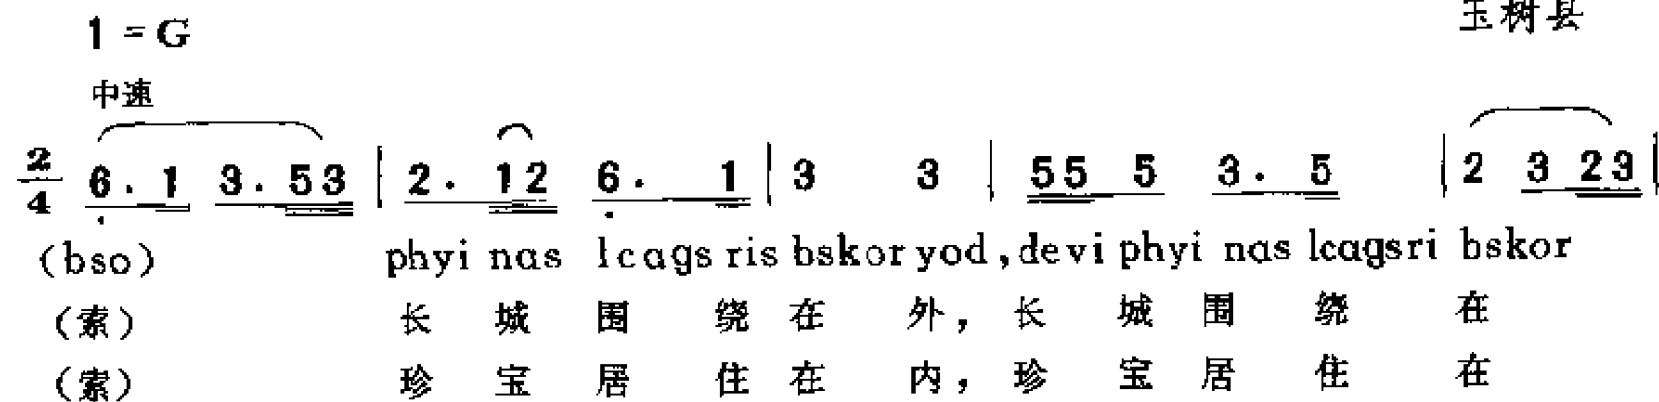 1 = G 玉树县
中速
2/4 6. 1 3. 53 | 2. 12 6. 1 | 3 3 | 55 5 3. 5 | 2 3 23 |
(bso) phyi nas lcags ris bskor yod, devi phyi nas lcagsri bskor
(索) 长 城 围 绕 在 外, 长 城 围 绕 在
(索) 珍 宝 居 住 在 内, 珍 宝 居 住 在